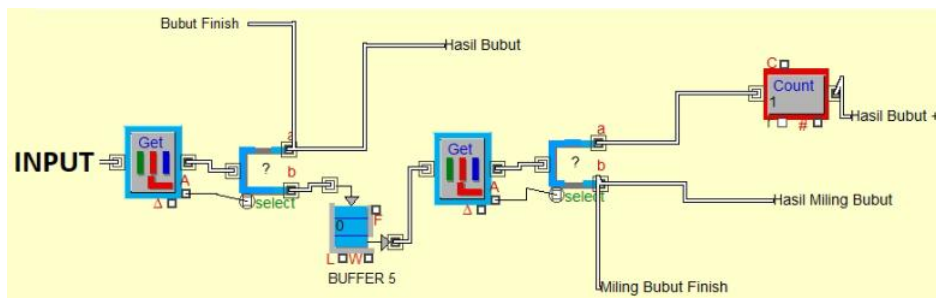 Bubut Finish
Hasil Bubut
C
Count
1
r #
Hasil Bubut +
INPUT
Get
A
Δ
?
a
b
select
0
F
L W
BUFFER 5
Get
A
Δ
?
a
b
select
Hasil Miling Bubut
Miling Bubut Finish